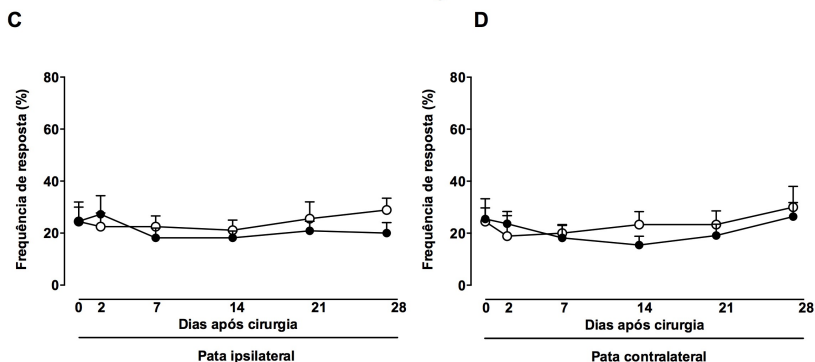 C
Frequência de resposta (%)
80
60
40
20
0
0 2 7 14 21 28
Dias após cirurgia
Pata ipsilateral
D
Frequência de resposta (%)
80
60
40
20
0
0 2 7 14 21 28
Dias após cirurgia
Pata contralateral